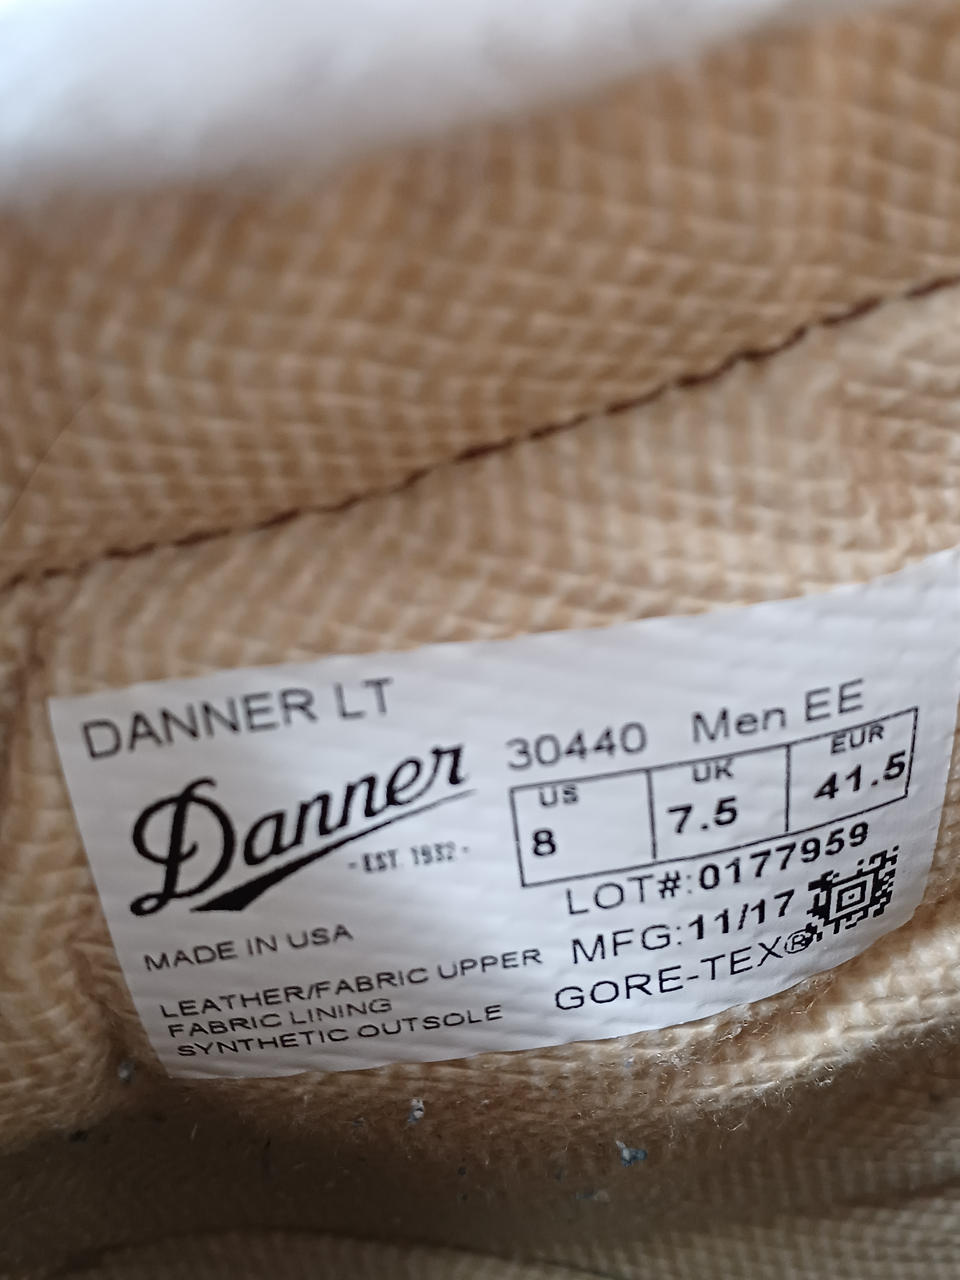 DANNER LT
Danner
- EST. 1932 -
MADE IN USA
LEATHER/FABRIC UPPER
FABRIC LINING
SYNTHETIC OUTSOLE
30440 Men EE
US UK EUR
8 7.5 41.5
LOT#:0177959
MFG:11/17
GORE-TEX®